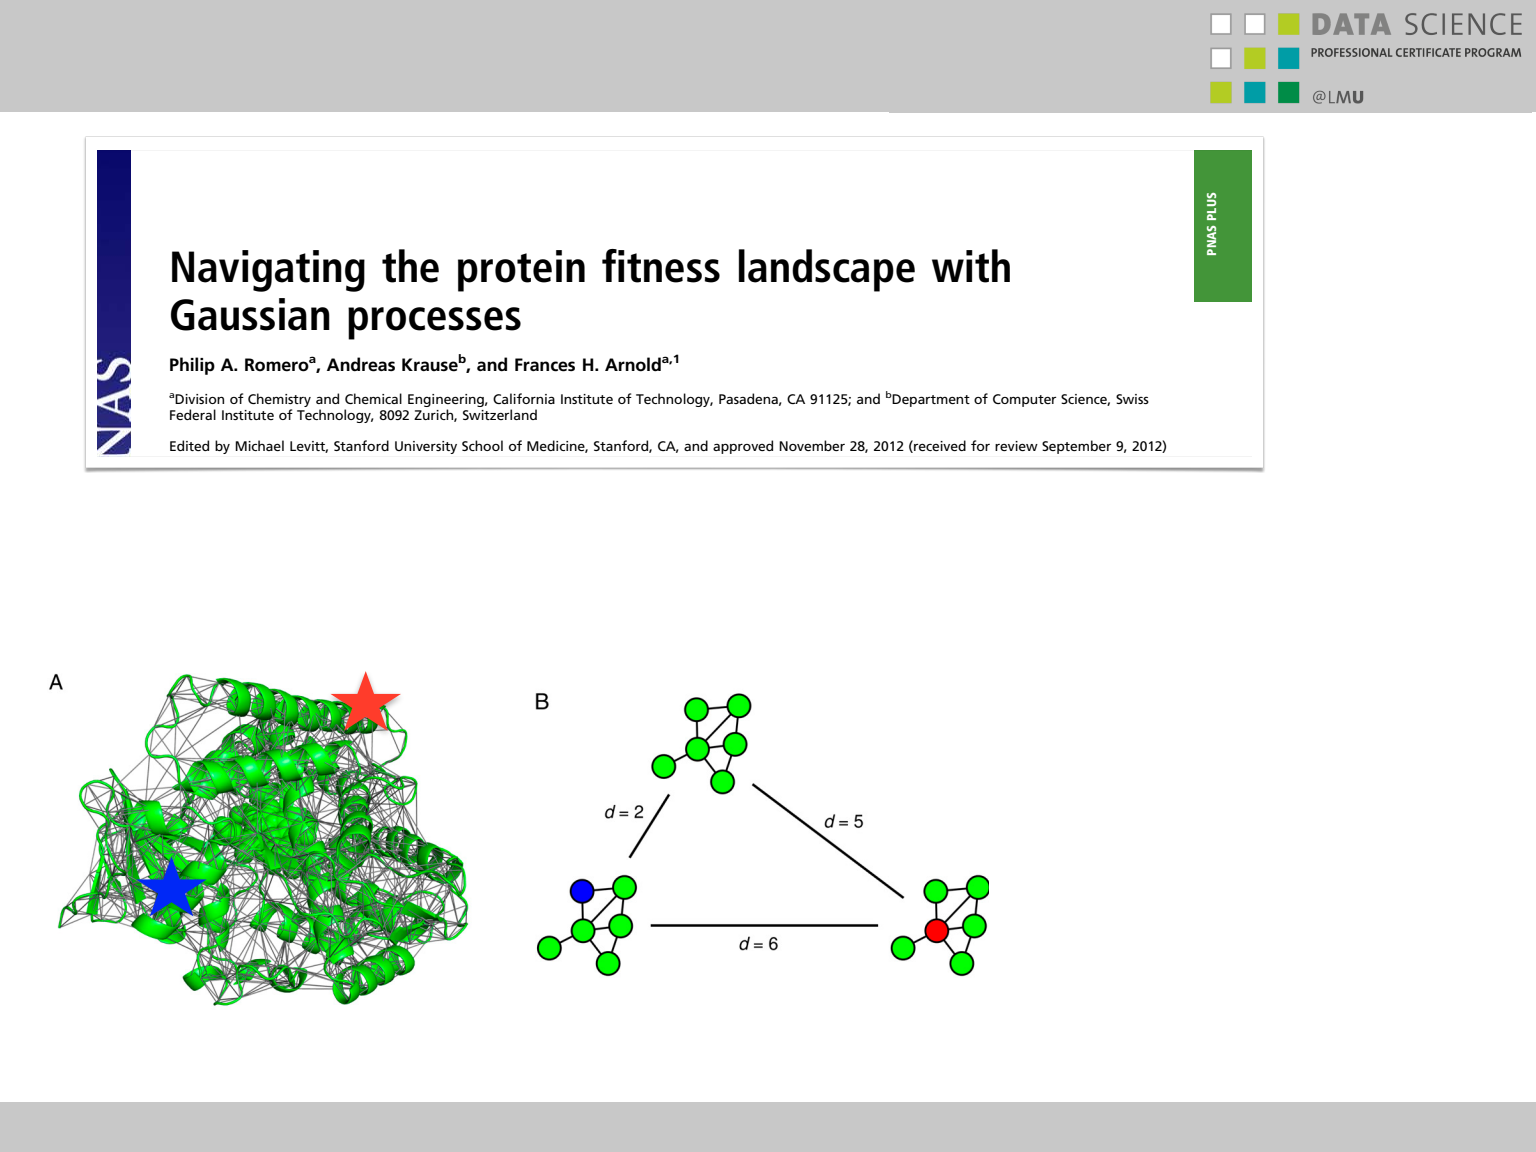 DATA SCIENCE
PROFESSIONAL CERTIFICATE PROGRAM
@LMU
PNAS PLUS
NAS
Navigating the protein fitness landscape with
Gaussian processes
Philip A. Romeroᵃ, Andreas Krauseᵇ, and Frances H. Arnoldᵃ,¹
ᵃDivision of Chemistry and Chemical Engineering, California Institute of Technology, Pasadena, CA 91125; and ᵇDepartment of Computer Science, Swiss
Federal Institute of Technology, 8092 Zurich, Switzerland
Edited by Michael Levitt, Stanford University School of Medicine, Stanford, CA, and approved November 28, 2012 (received for review September 9, 2012)
A
B
d = 2
d = 5
d = 6